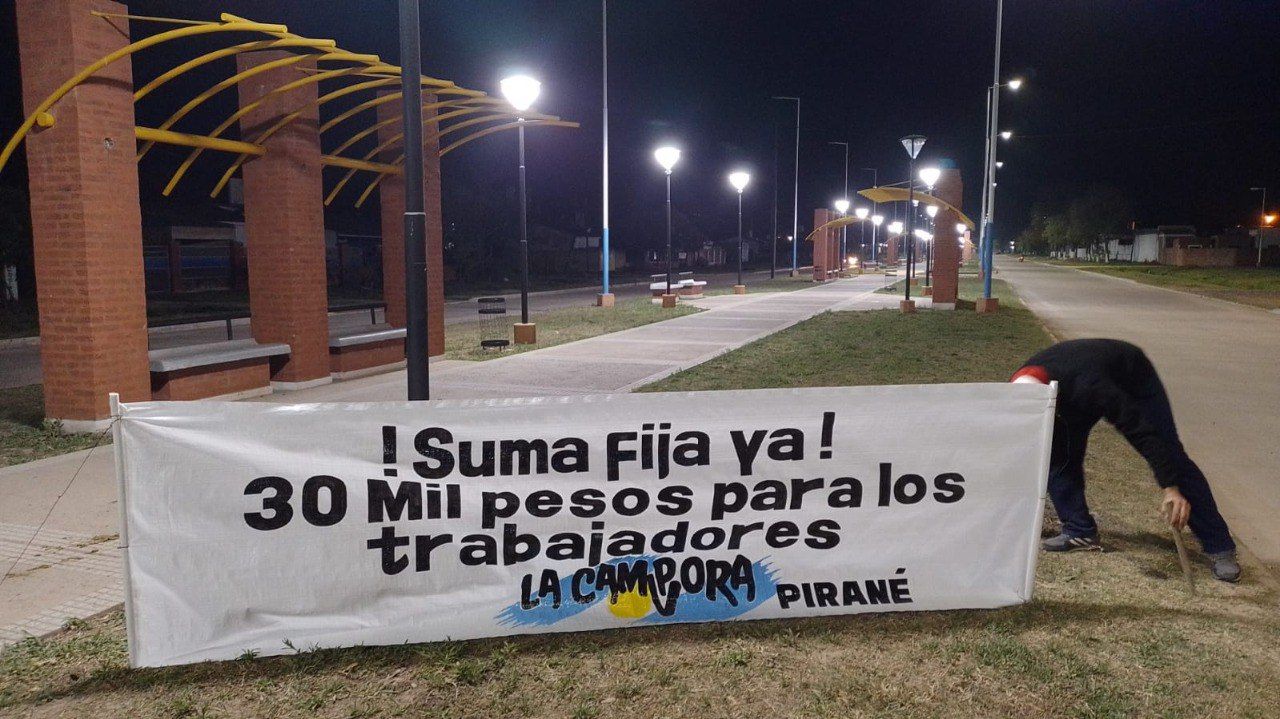 ! Suma Fija ya !
30 Mil pesos para los
trabajadores
LA CAMPORA PIRANÉ